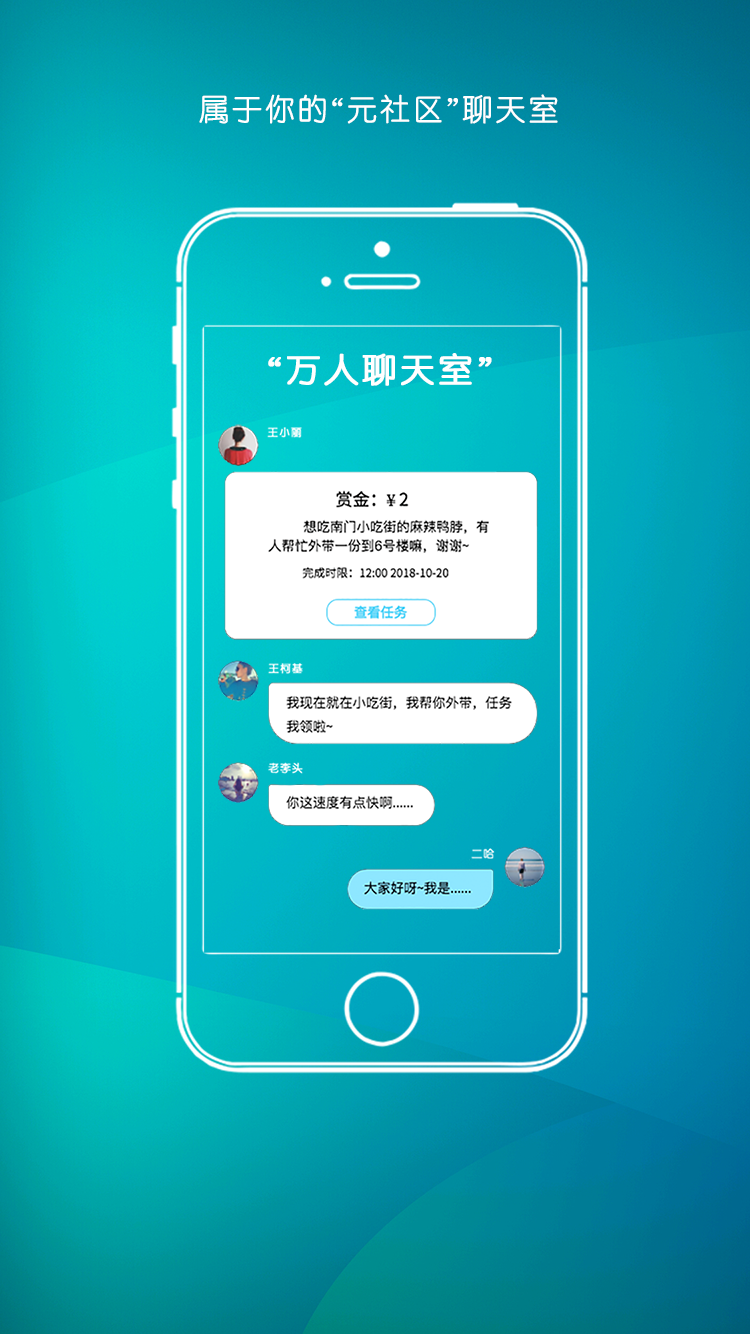 属于你的“元社区”聊天室
“万人聊天室”
王小丽
赏金：¥2
想吃南门小吃街的麻辣鸭脖，有
人帮忙外带一份到6号楼嘛，谢谢~
完成时限：12:00 2018-10-20
查看任务
王柯基
我现在就在小吃街，我帮你外带，任务
我领啦~
老李头
你这速度有点快啊......
二哈
大家好呀~我是......